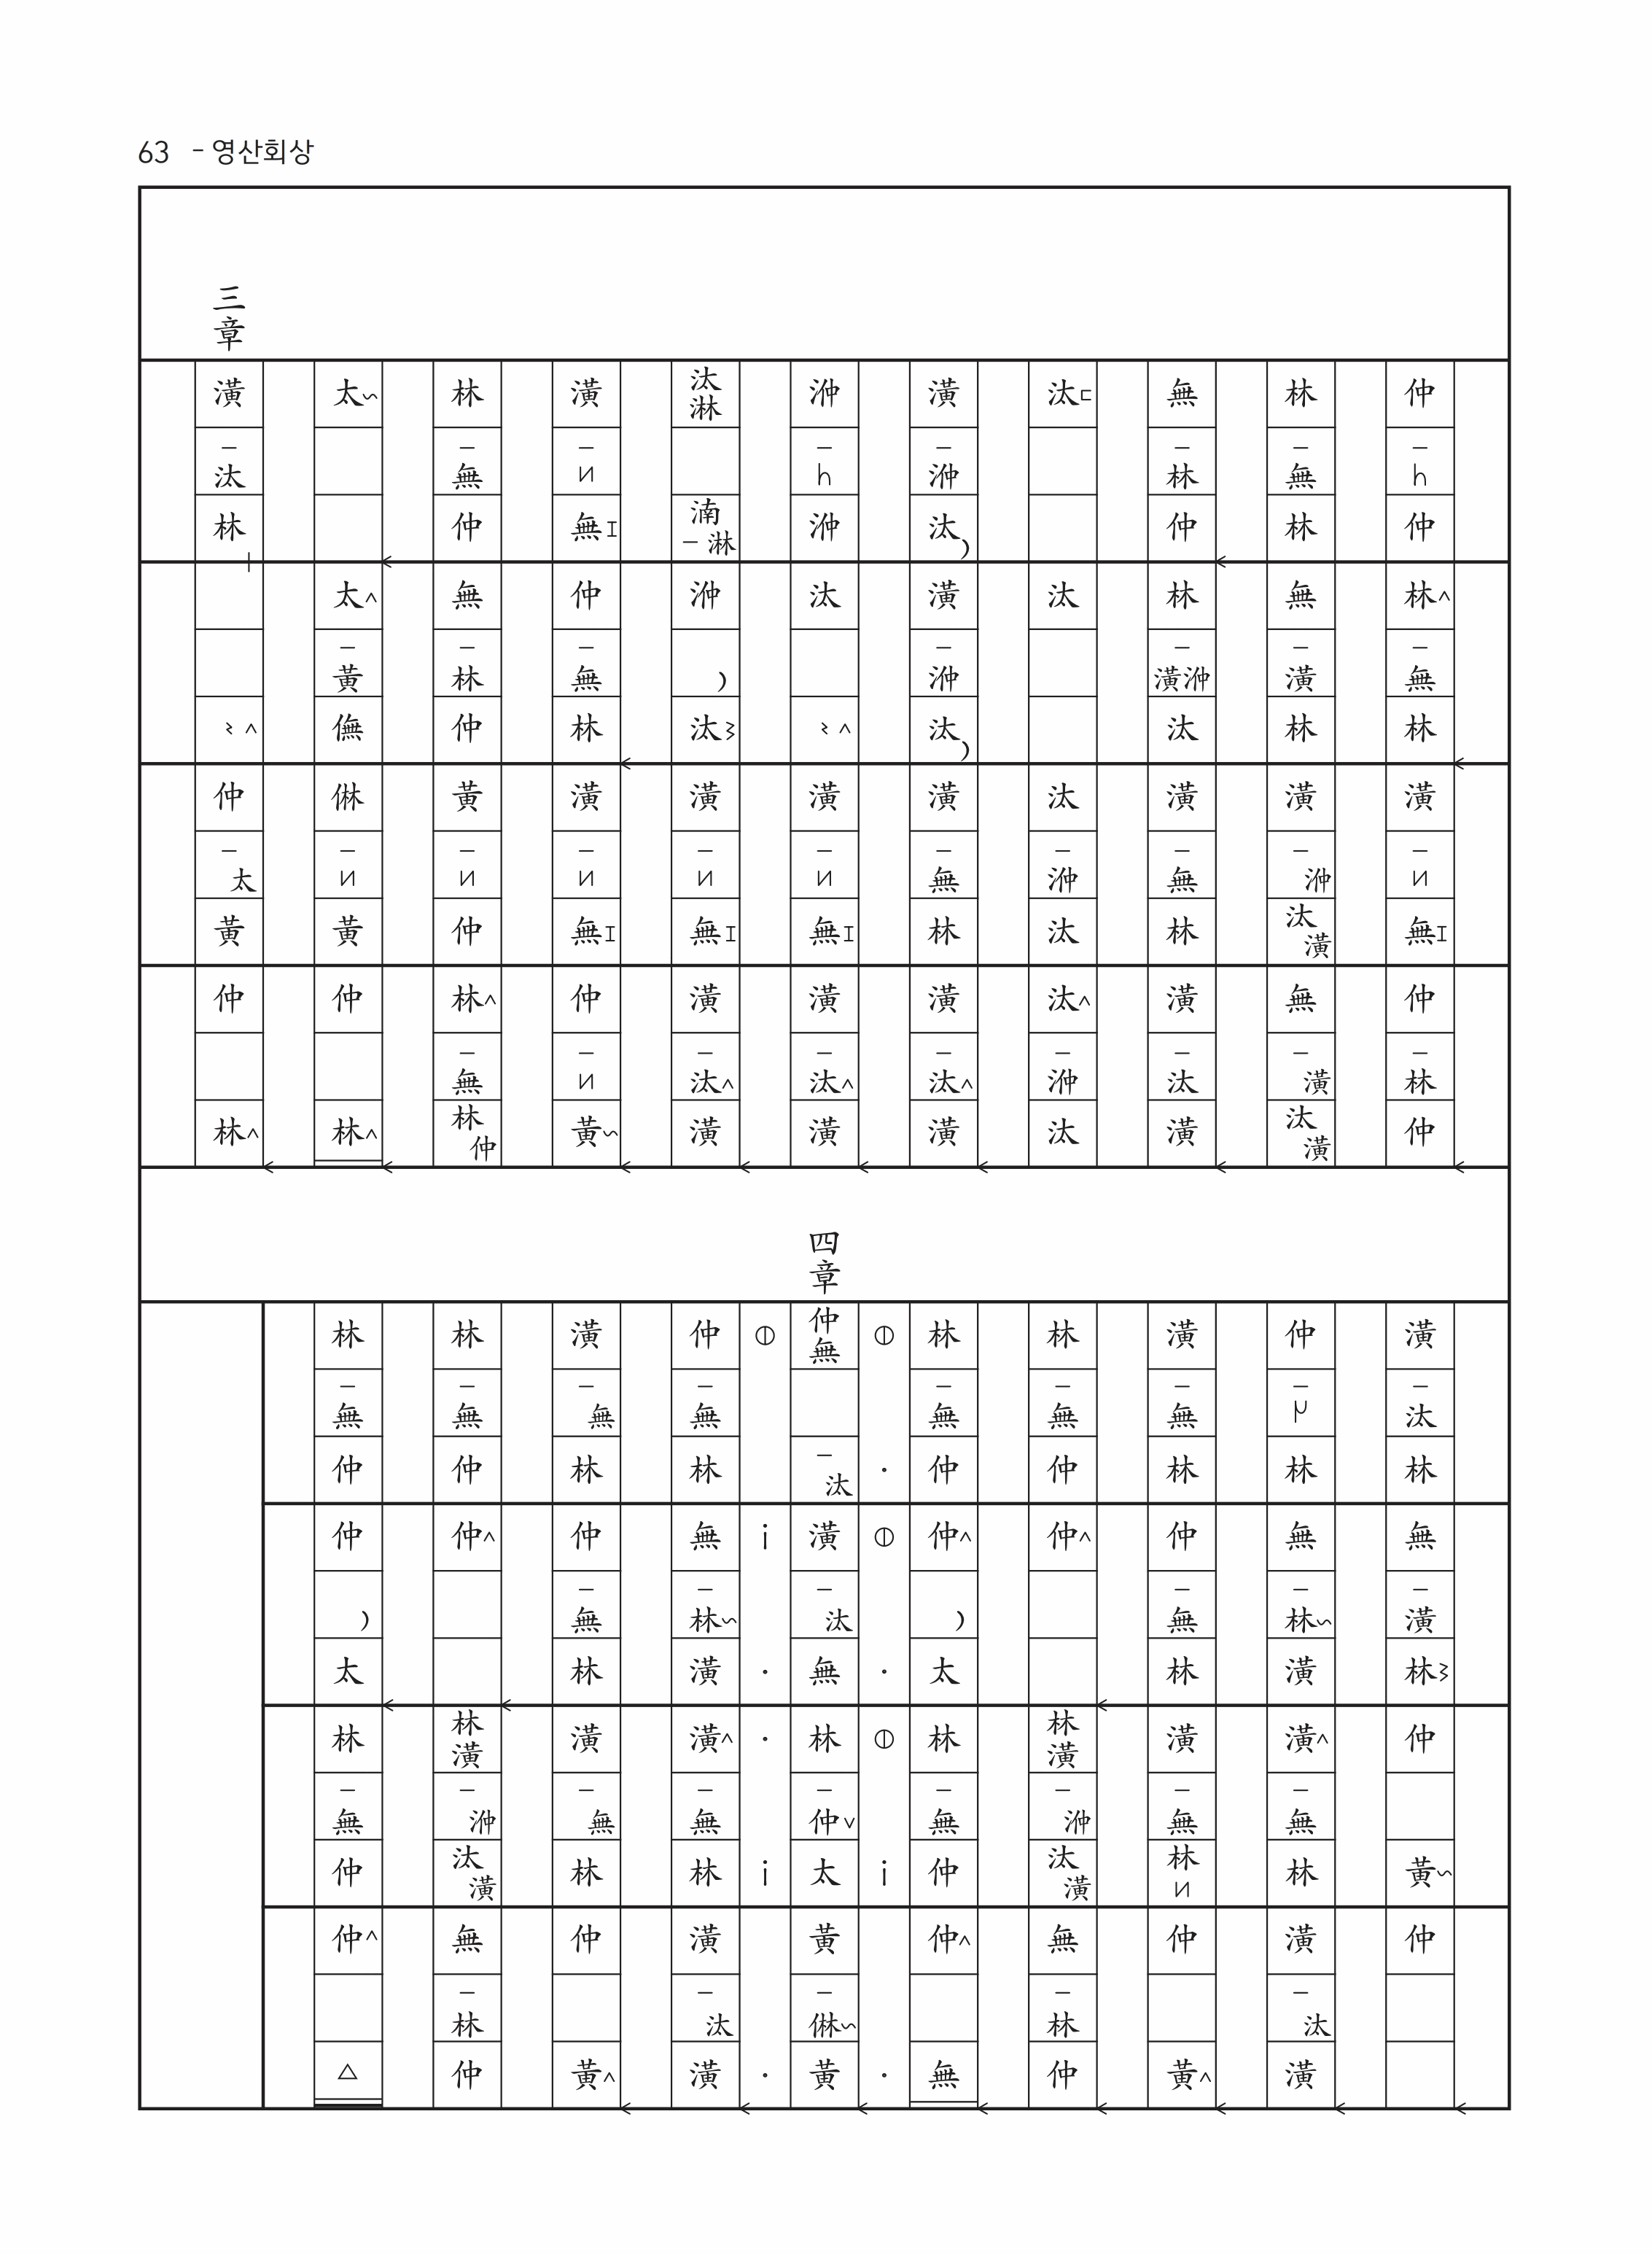 63 - 영산회상
仲 - 仲 林 - 無 林 潢 - 無 仲 - 林 仲
林 - 無 林 無 - 潢 林 潢 - 㳞 汰 潢 無 - 潢 汰 潢
無 - 林 仲 林 - 潢 㳞 汰 潢 - 無 林 潢 - 汰 潢
汰 汰 汰 - 㳞 汰 汰 - 㳞 汰
潢 - 㳞 汰 潢 - 㳞 汰 潢 - 無 林 潢 - 汰 潢
㳞 - 㳞 汰 潢 - 無 潢 - 汰 潢
汰 淋 湳 - 淋 㳞 汰 潢 - 無 潢 - 汰 潢
潢 - 無 仲 - 無 林 潢 - 無 仲 - 黃
林 - 無 仲 無 - 林 仲 黃 - 仲 林 - 無 林 仲
太 太 - 黃 㒇 㑣 - 黃 仲 林
三章
潢 - 汰 林 仲 - 太 黃 仲 林
潢 - 汰 林 無 - 潢 林 仲 黃 仲
仲 - 林 無 - 林 潢 潢 - 無 林 潢 - 汰 潢
潢 - 無 林 仲 - 無 林 潢 - 無 林 仲 黃
林 - 無 仲 仲 林 潢 - 㳞 汰 潢 無 - 林 仲
林 - 無 仲 仲 太 林 - 無 仲 仲 無
四章
仲 無 - 汰 潢 - 汰 無 林 - 仲 太 黃 - 㑣 黃
仲 - 無 林 無 - 林 潢 潢 - 無 林 潢 - 汰 潢
潢 - 無 林 仲 - 無 林 潢 - 無 林 仲 黃
林 - 無 仲 仲 林 潢 - 㳞 汰 潢 無 - 林 仲
林 - 無 仲 仲 太 林 - 無 仲 仲 △